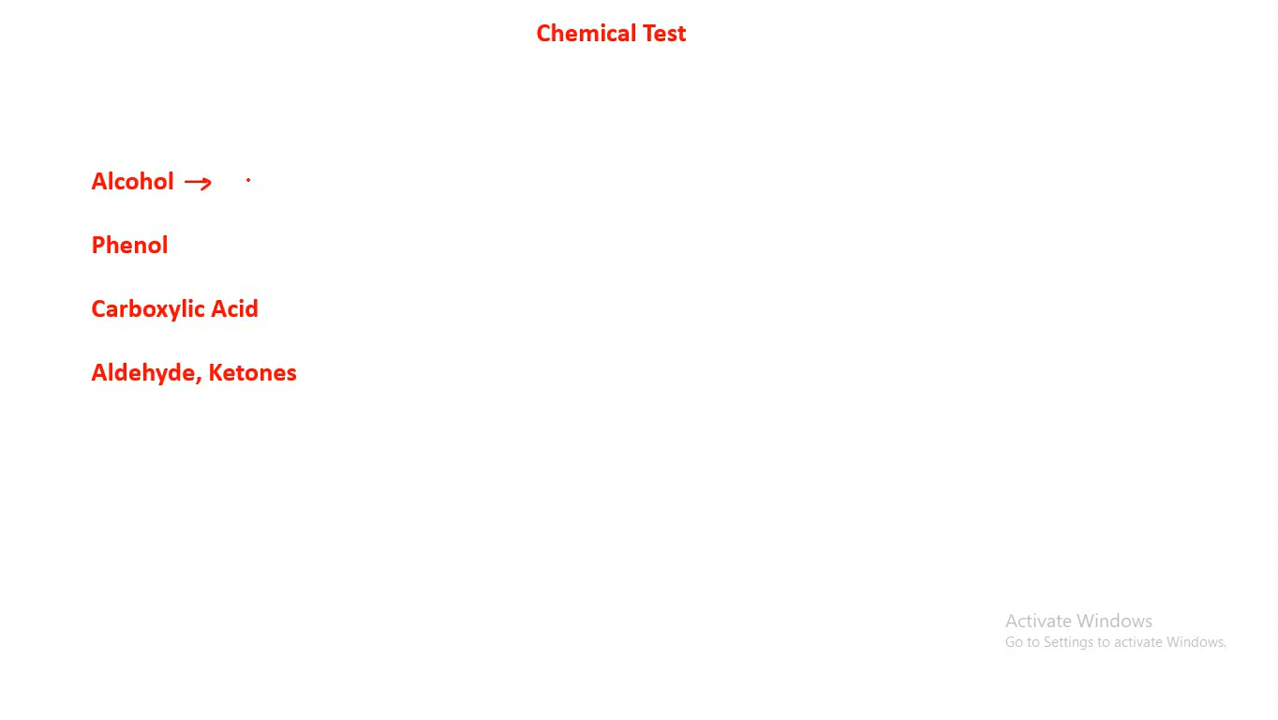 Chemical Test
Alcohol →
Phenol
Carboxylic Acid
Aldehyde, Ketones
Activate Windows
Go to Settings to activate Windows.